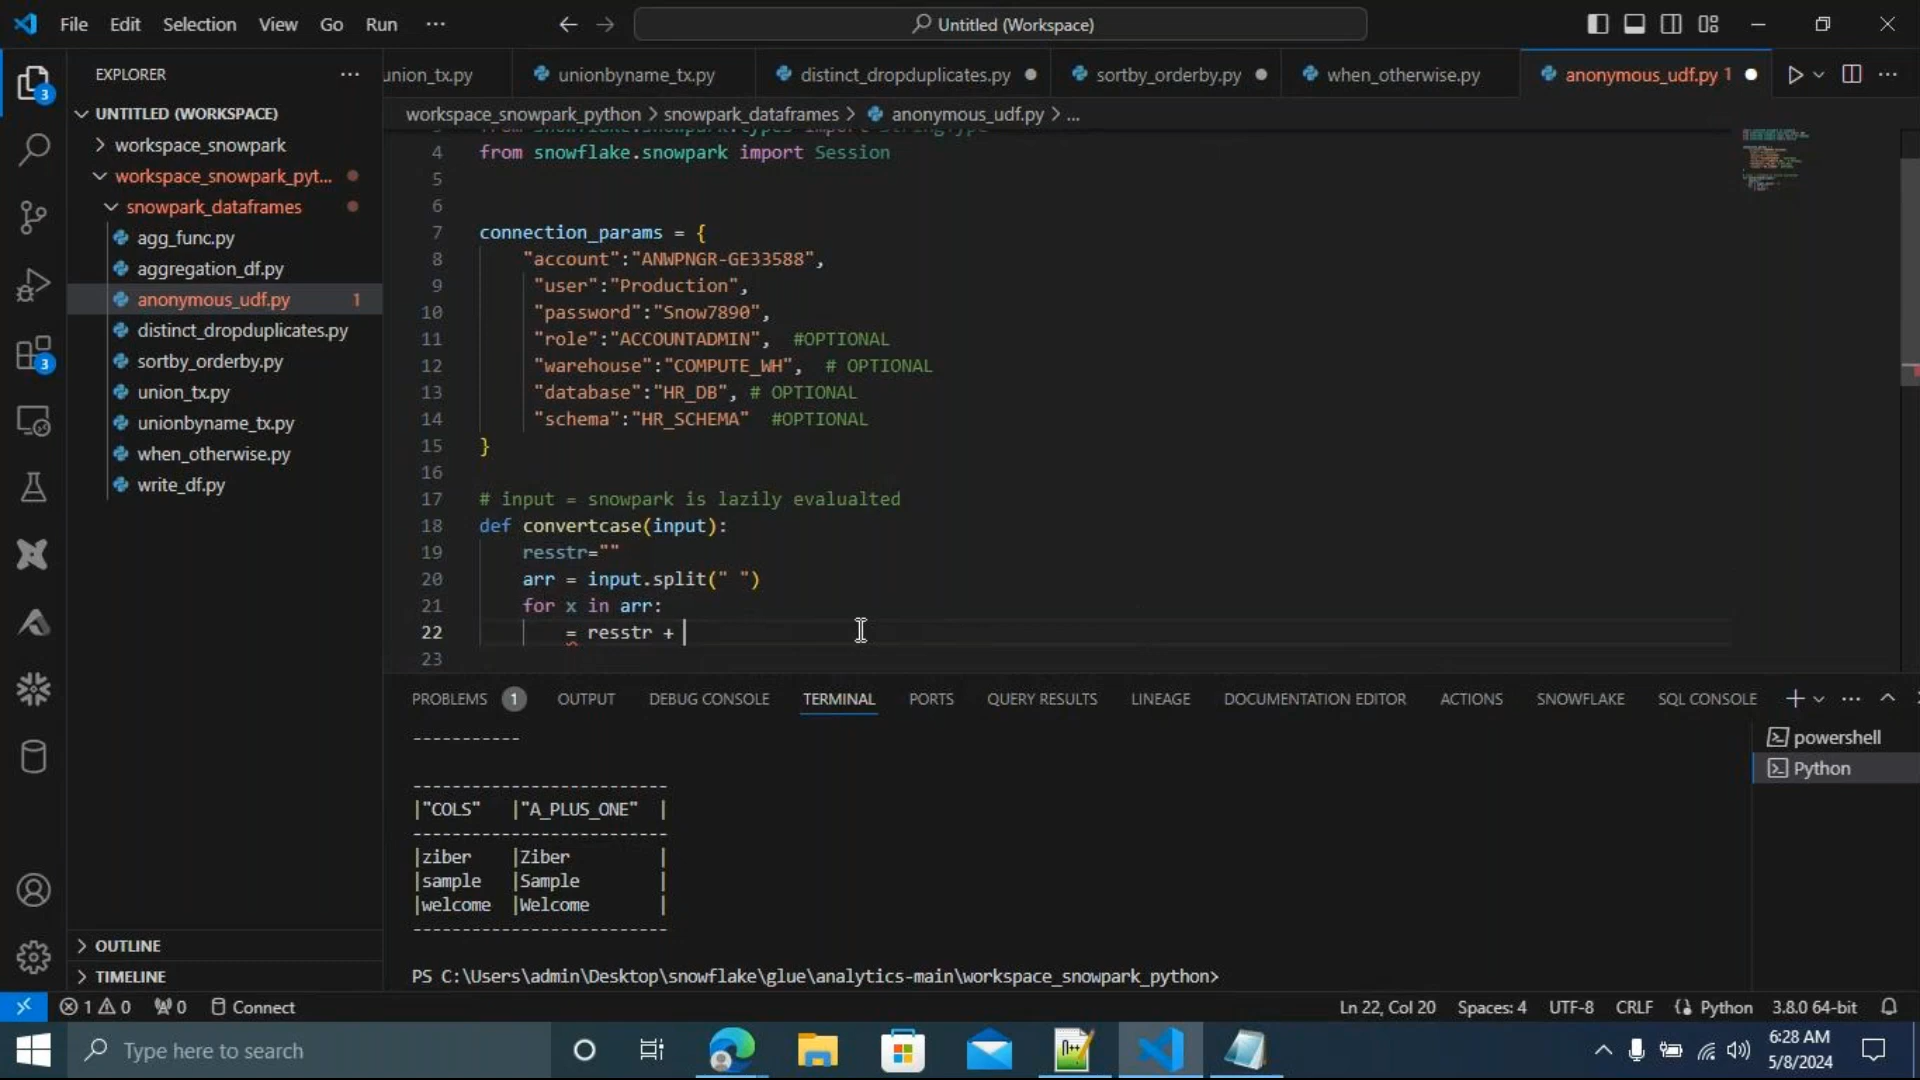 File Edit Selection View Go Run ··· Untitled (Workspace)
EXPLORER ···
UNTITLED (WORKSPACE)
workspace_snowpark
workspace_snowpark_pyt...
snowpark_dataframes
agg_func.py
aggregation_df.py
anonymous_udf.py 1
distinct_dropduplicates.py
sortby_orderby.py
union_tx.py
unionbyname_tx.py
when_otherwise.py
write_df.py
OUTLINE
TIMELINE
3
3
union_tx.py unionbyname_tx.py distinct_dropduplicates.py sortby_orderby.py when_otherwise.py anonymous_udf.py 1
workspace_snowpark_python > snowpark_dataframes > anonymous_udf.py > ...
from snowflake.snowpark.types import StringType
4 from snowflake.snowpark import Session
5
6
7 connection_params = {
8 "account":"ANWPNGR-GE33588",
9 "user":"Production",
10 "password":"Snow7890",
11 "role":"ACCOUNTADMIN", #OPTIONAL
12 "warehouse":"COMPUTE_WH", # OPTIONAL
13 "database":"HR_DB", # OPTIONAL
14 "schema":"HR_SCHEMA" #OPTIONAL
15 }
16
17 # input = snowpark is lazily evalualted
18 def convertcase(input):
19 resstr=""
20 arr = input.split(" ")
21 for x in arr:
22 = resstr +
23
PROBLEMS 1 OUTPUT DEBUG CONSOLE TERMINAL PORTS QUERY RESULTS LINEAGE DOCUMENTATION EDITOR ACTIONS SNOWFLAKE SQL CONSOLE
powershell
Python
-----------
------------------------
|"COLS" |"A_PLUS_ONE" |
------------------------
|ziber |Ziber |
|sample |Sample |
|welcome |Welcome |
------------------------
PS C:\Users\admin\Desktop\snowflake\glue\analytics-main\workspace_snowpark_python>
1 0 0 Connect Ln 22, Col 20 Spaces: 4 UTF-8 CRLF Python 3.8.0 64-bit
Type here to search
6:28 AM
5/8/2024